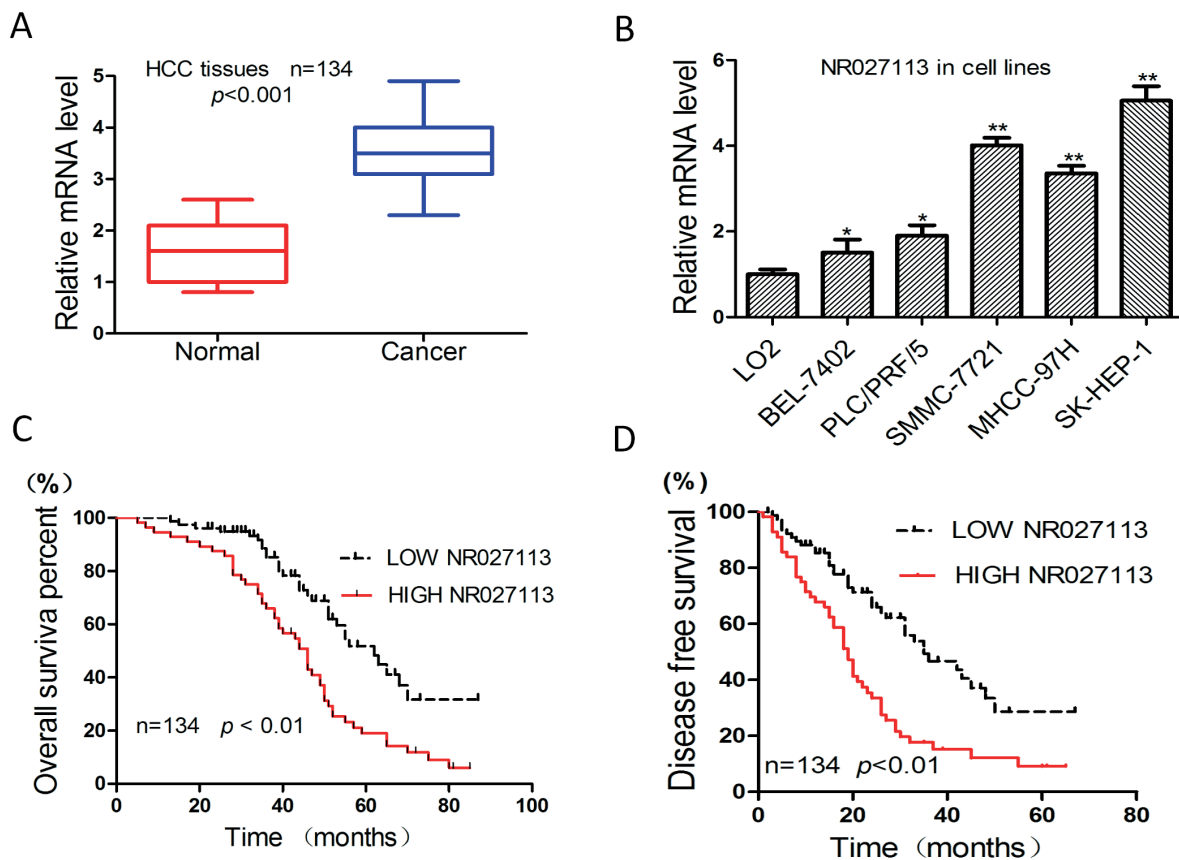 A
HCC tissues n=134
p<0.001
Relative mRNA level
5
4
3
2
1
0
Normal
Cancer
B
NR027113 in cell lines
Relative mRNA level
6
4
2
0
*
*
**
**
**
LO2
BEL-7402
PLC/PRF/5
SMMC-7721
MHCC-97H
SK-HEP-1
C
(%)
Overall surviva percent
100
80
60
40
20
0
LOW NR027113
HIGH NR027113
n=134 p < 0.01
0 20 40 60 80 100
Time （months）
D
(%)
Disease free survival
100
80
60
40
20
0
LOW NR027113
HIGH NR027113
n=134 p<0.01
0 20 40 60 80
Time （months）